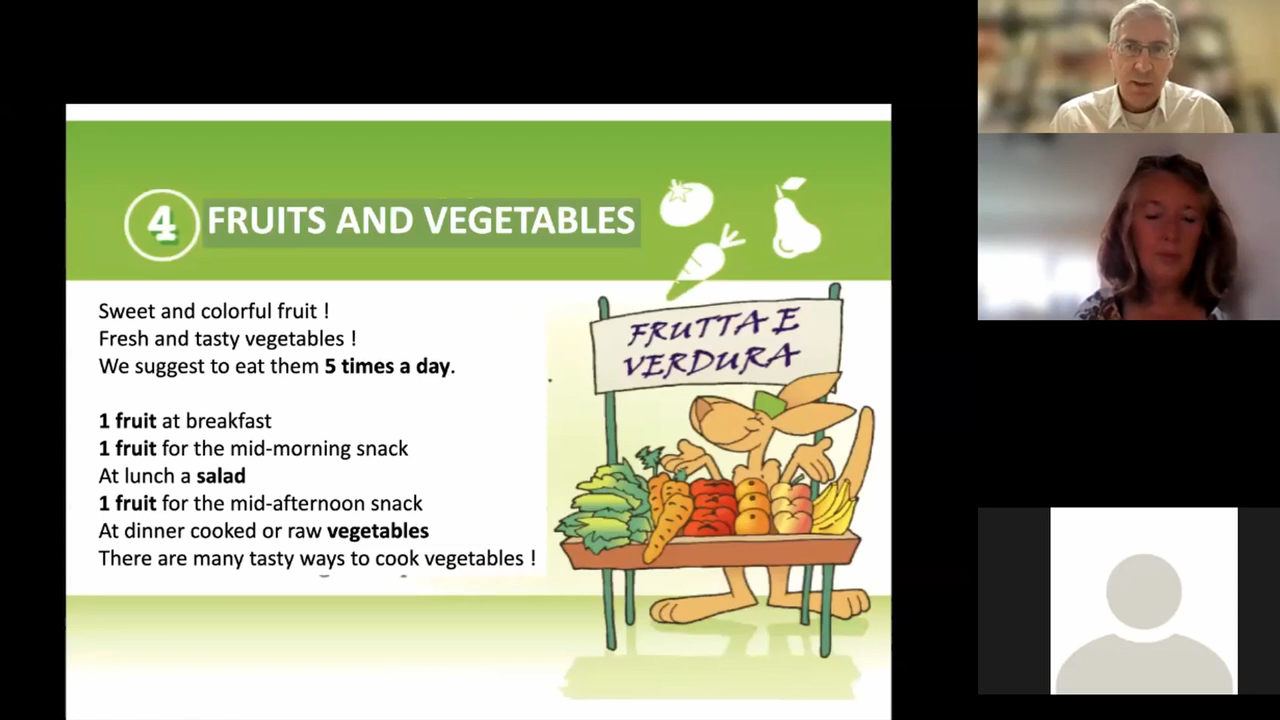 4 FRUITS AND VEGETABLES
Sweet and colorful fruit !
Fresh and tasty vegetables !
We suggest to eat them 5 times a day.
1 fruit at breakfast
1 fruit for the mid-morning snack
At lunch a salad
1 fruit for the mid-afternoon snack
At dinner cooked or raw vegetables
There are many tasty ways to cook vegetables !
FRUTTA E
VERDURA